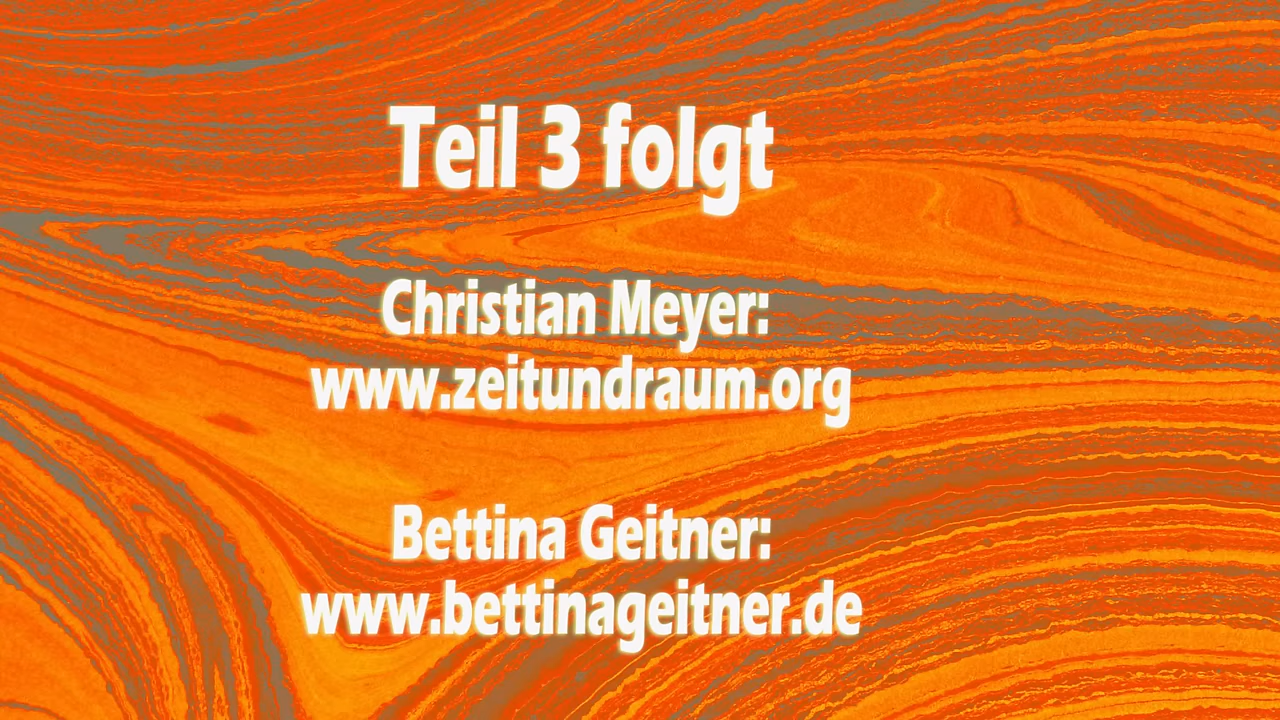 Teil 3 folgt
Christian Meyer:
www.zeitundraum.org
Bettina Geitner:
www.bettinageitner.de